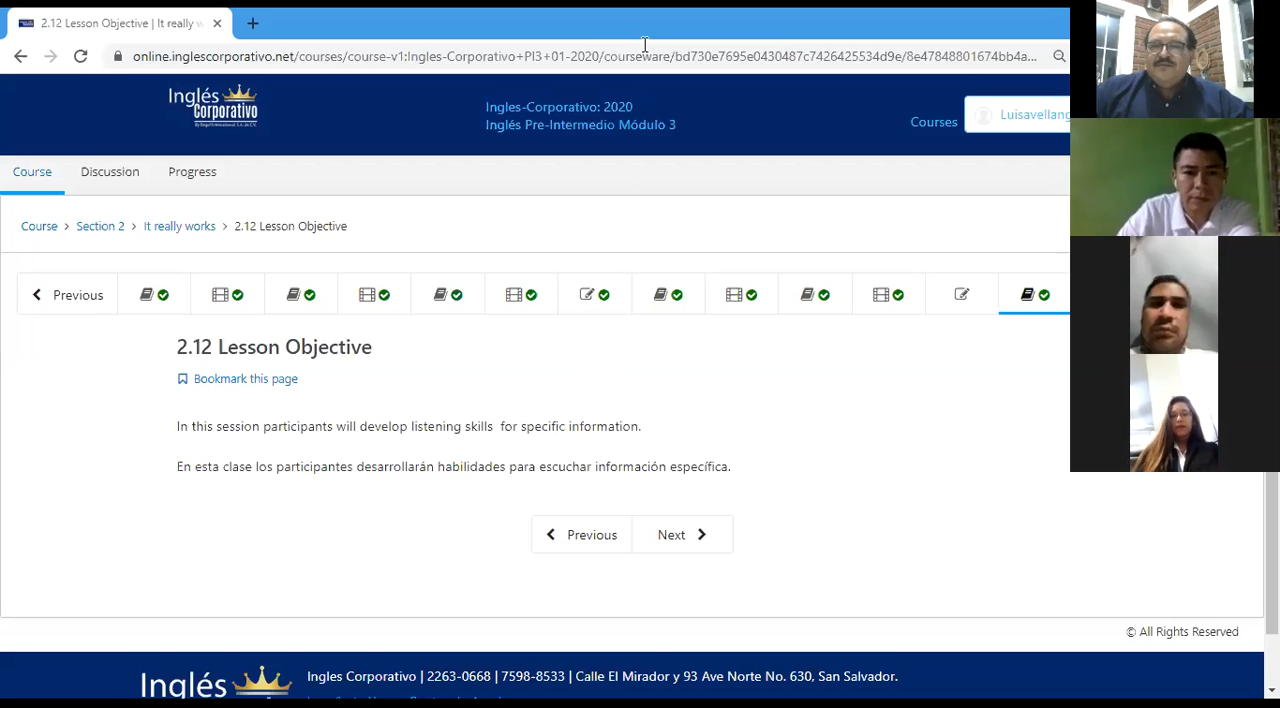 2.12 Lesson Objective | It really w
online.inglescorporativo.net/courses/course-v1:Ingles-Corporativo+PI3+01-2020/courseware/bd730e7695e0430487c7426425534d9e/8e47848801674bb4a...
Inglés
Corporativo
Ingles-Corporativo: 2020
Inglés Pre-Intermedio Módulo 3
Courses
Luisavellang
Course
Discussion
Progress
Course > Section 2 > It really works > 2.12 Lesson Objective
Previous
2.12 Lesson Objective
Bookmark this page
In this session participants will develop listening skills for specific information.
En esta clase los participantes desarrollarán habilidades para escuchar información específica.
Previous
Next
© All Rights Reserved
Inglés
Ingles Corporativo | 2263-0668 | 7598-8533 | Calle El Mirador y 93 Ave Norte No. 630, San Salvador.